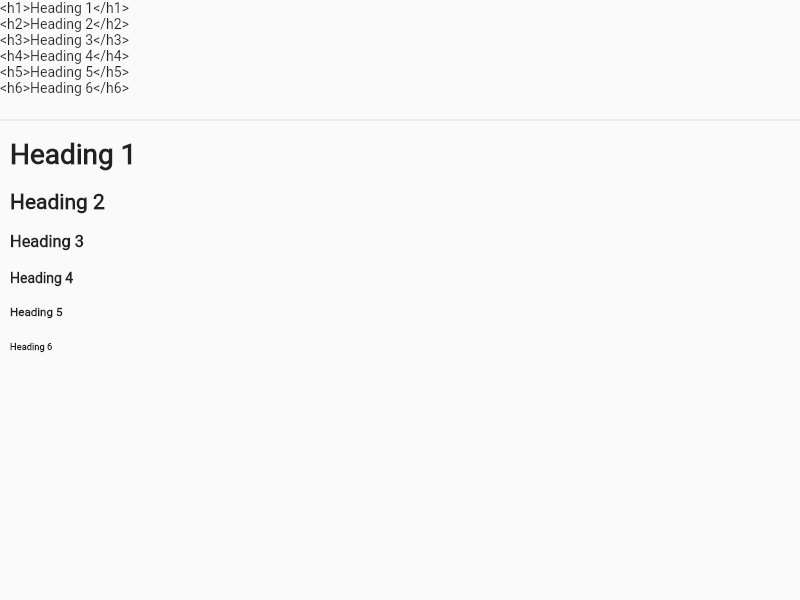 <h1>Heading 1</h1>
<h2>Heading 2</h2>
<h3>Heading 3</h3>
<h4>Heading 4</h4>
<h5>Heading 5</h5>
<h6>Heading 6</h6>
Heading 1
Heading 2
Heading 3
Heading 4
Heading 5
Heading 6